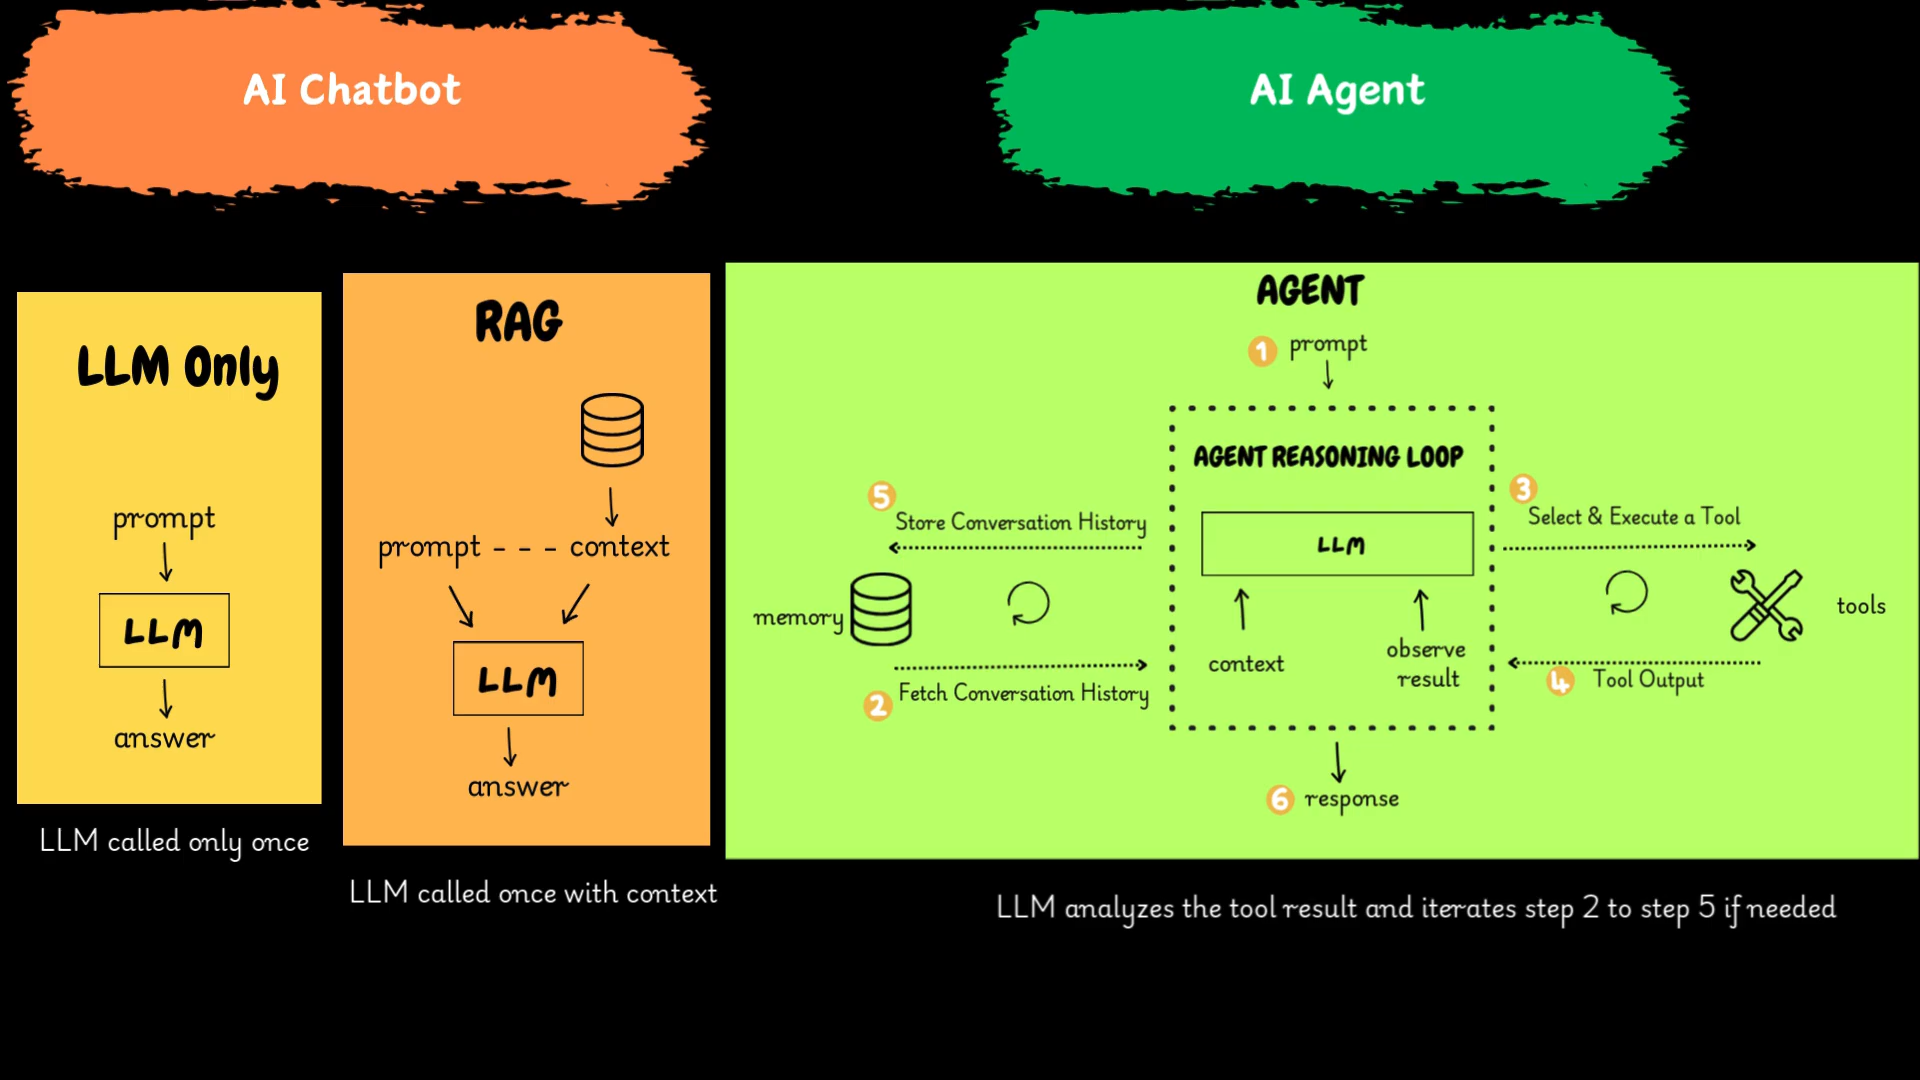 AI Chatbot
AI Agent
LLM Only
prompt
LLM
answer
LLM called only once
RAG
prompt - - - context
LLM
answer
LLM called once with context
AGENT
1 prompt
AGENT REASONING LOOP
LLM
context
observe
result
5
Store Conversation History
memory
2 Fetch Conversation History
3
Select & Execute a Tool
tools
4 Tool Output
6 response
LLM analyzes the tool result and iterates step 2 to step 5 if needed